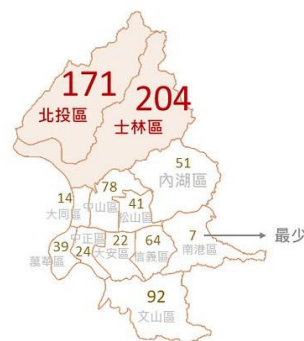 171
北投區
204
士林區
51
內湖區
14
大同區
78
中山區
41
松山區
39
萬華區
中正區
24
22
大安區
64
信義區
7
南港區
最少
92
文山區